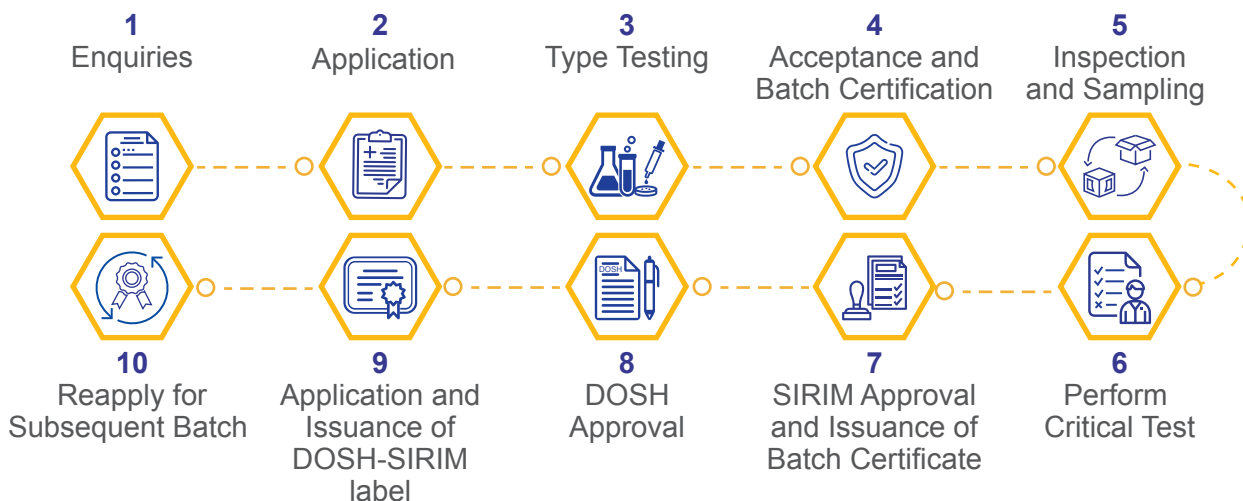 1
Enquiries
2
Application
3
Type Testing
4
Acceptance and
Batch Certification
5
Inspection
and Sampling
DOSH
10
Reapply for
Subsequent Batch
9
Application and
Issuance of
DOSH-SIRIM
label
8
DOSH
Approval
7
SIRIM Approval
and Issuance of
Batch Certificate
6
Perform
Critical Test